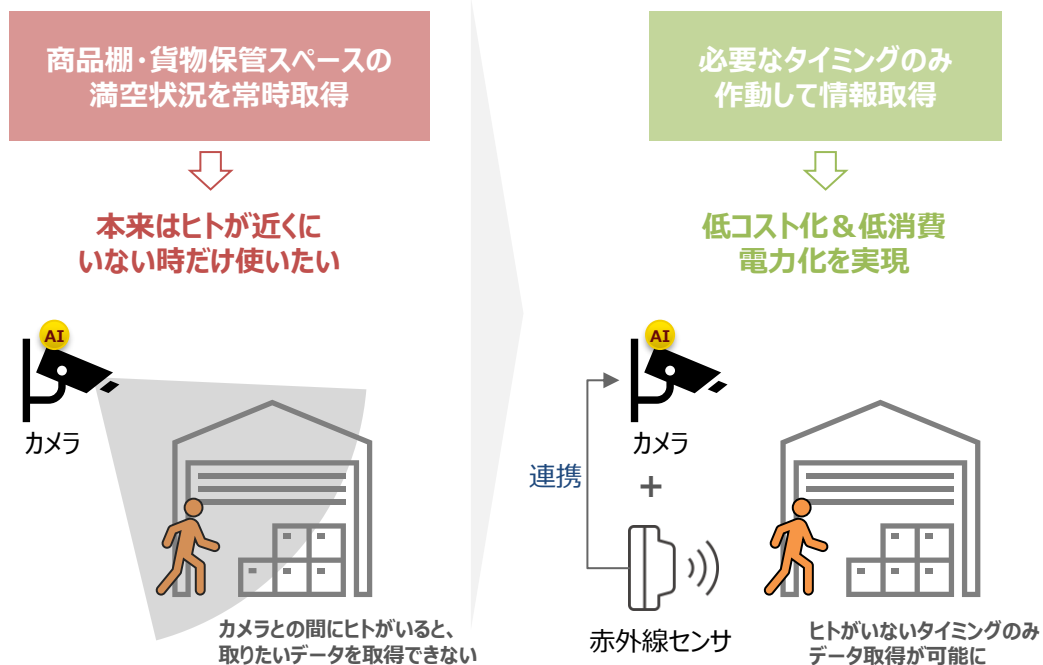 商品棚・貨物保管スペースの
満空状況を常時取得
本来はヒトが近くに
いない時だけ使いたい
AI
カメラ
カメラとの間にヒトがいると、
取りたいデータを取得できない
必要なタイミングのみ
作動して情報取得
低コスト化＆低消費
電力化を実現
AI
カメラ
連携
+
赤外線センサ
ヒトがいないタイミングのみ
データ取得が可能に